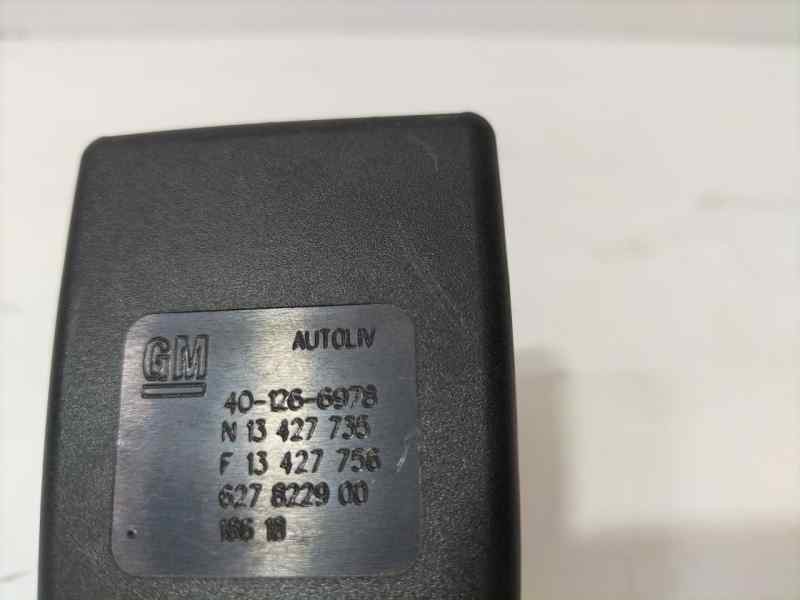 GM AUTOLIV
40-126-6978
N 13 427 736
F 13 427 756
627 8229 00
186 18